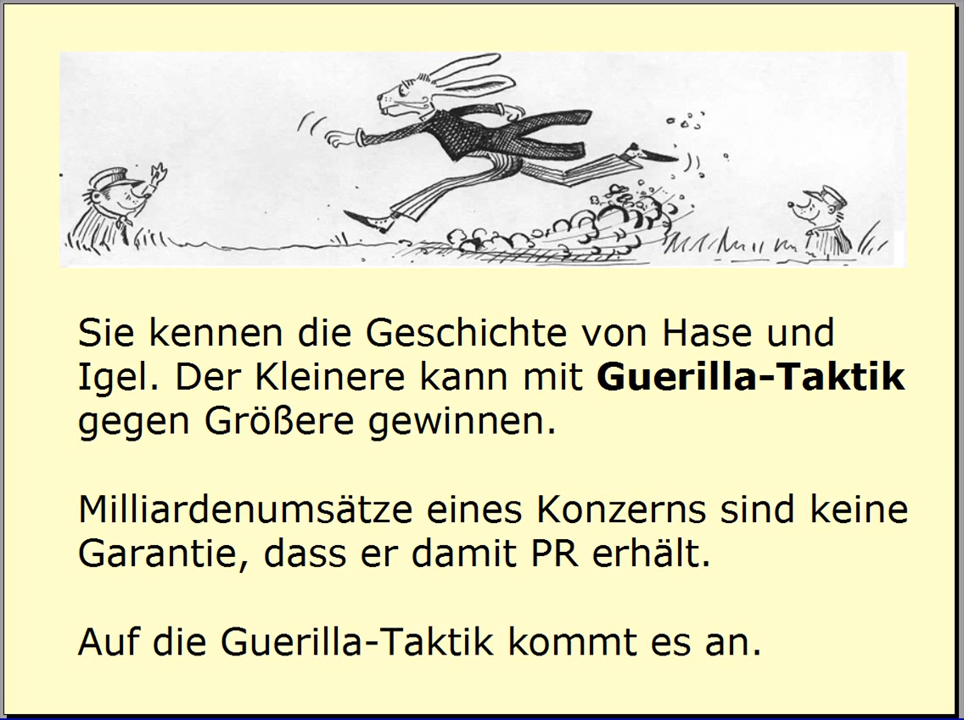 Sie kennen die Geschichte von Hase und
Igel. Der Kleinere kann mit Guerilla-Taktik
gegen Größere gewinnen.
Milliardenumsätze eines Konzerns sind keine
Garantie, dass er damit PR erhält.
Auf die Guerilla-Taktik kommt es an.